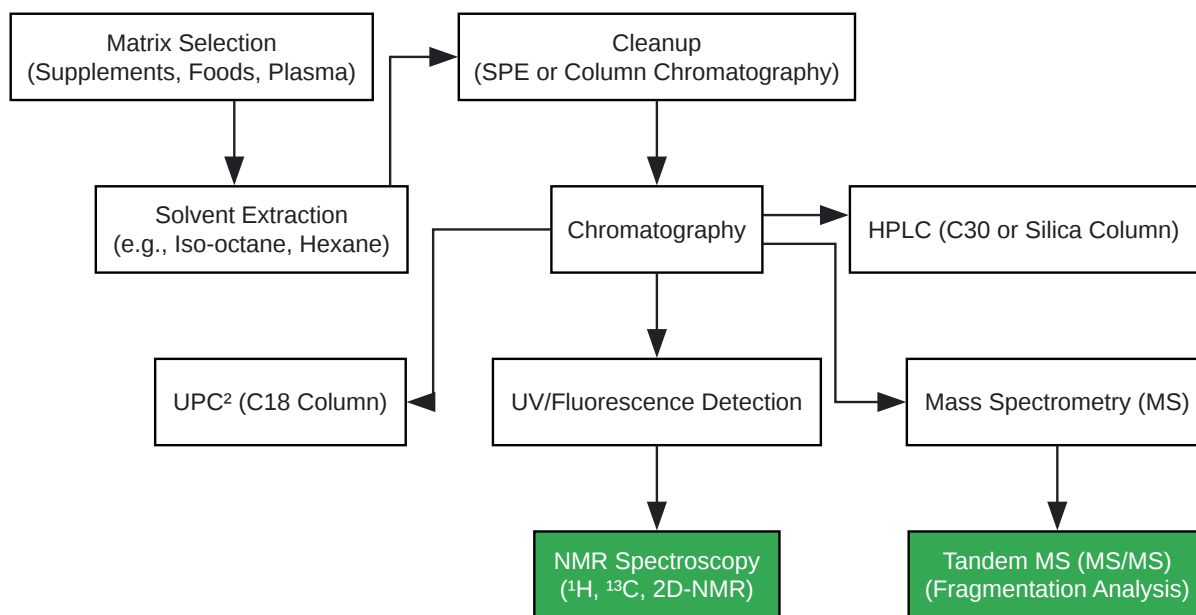 Matrix Selection
(Supplements, Foods, Plasma)
Cleanup
(SPE or Column Chromatography)
Solvent Extraction
(e.g., Iso-octane, Hexane)
Chromatography
HPLC (C30 or Silica Column)
UPC² (C18 Column)
UV/Fluorescence Detection
Mass Spectrometry (MS)
NMR Spectroscopy
(¹H, ¹³C, 2D-NMR)
Tandem MS (MS/MS)
(Fragmentation Analysis)